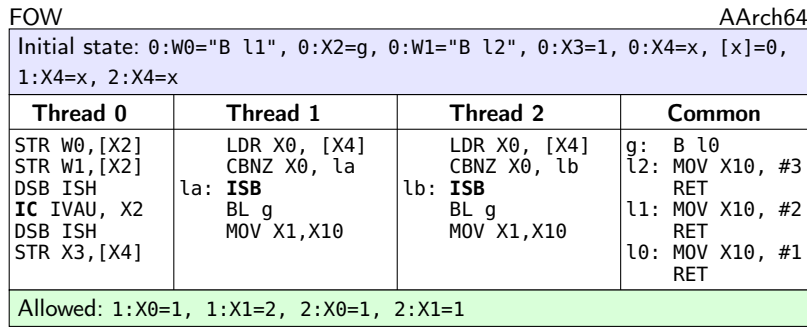 FOW AArch64
Initial state: 0:W0="B l1", 0:X2=g, 0:W1="B l2", 0:X3=1, 0:X4=x, [x]=0,
1:X4=x, 2:X4=x
Thread 0 Thread 1 Thread 2 Common
STR W0,[X2] LDR X0, [X4] LDR X0, [X4] g: B l0
STR W1,[X2] CBNZ X0, la CBNZ X0, lb l2: MOV X10, #3
DSB ISH la: ISB lb: ISB RET
IC IVAU, X2 BL g BL g l1: MOV X10, #2
DSB ISH MOV X1,X10 MOV X1,X10 RET
STR X3,[X4] l0: MOV X10, #1
RET
Allowed: 1:X0=1, 1:X1=2, 2:X0=1, 2:X1=1